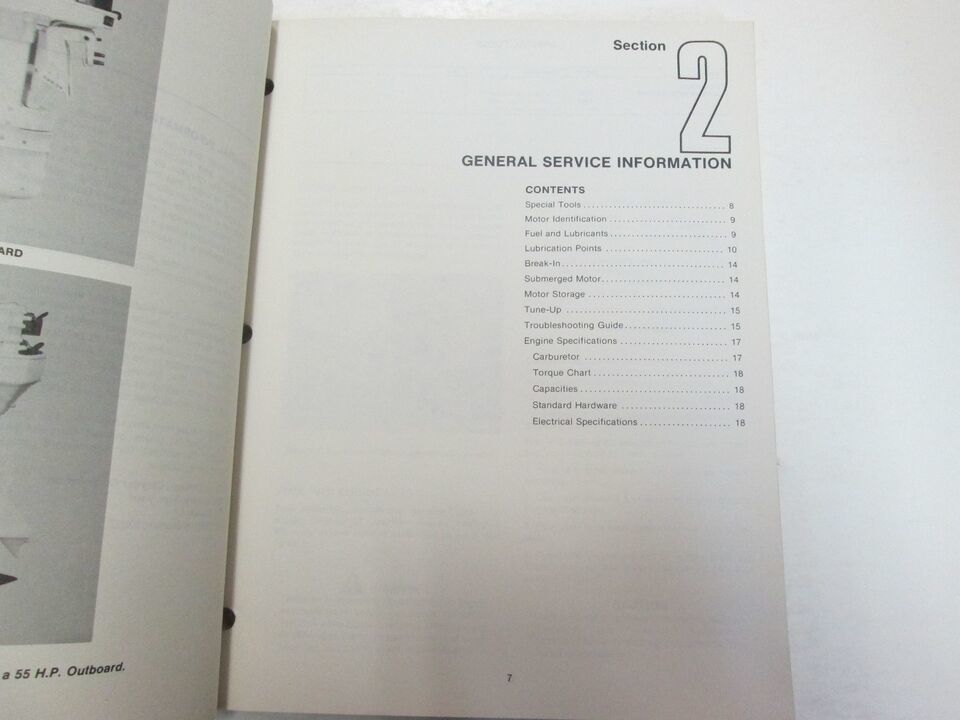 ARD
a 55 H.P. Outboard.
Section 2
GENERAL SERVICE INFORMATION
CONTENTS
Special Tools ................................ 8
Motor Identification .......................... 9
Fuel and Lubricants .......................... 9
Lubrication Points .......................... 10
Break-In .................................... 14
Submerged Motor ............................ 14
Motor Storage ............................... 14
Tune-Up .................................... 15
Troubleshooting Guide ....................... 15
Engine Specifications ........................ 17
Carburetor ................................ 17
Torque Chart .............................. 18
Capacities ................................. 18
Standard Hardware ........................ 18
Electrical Specifications .................... 18
7